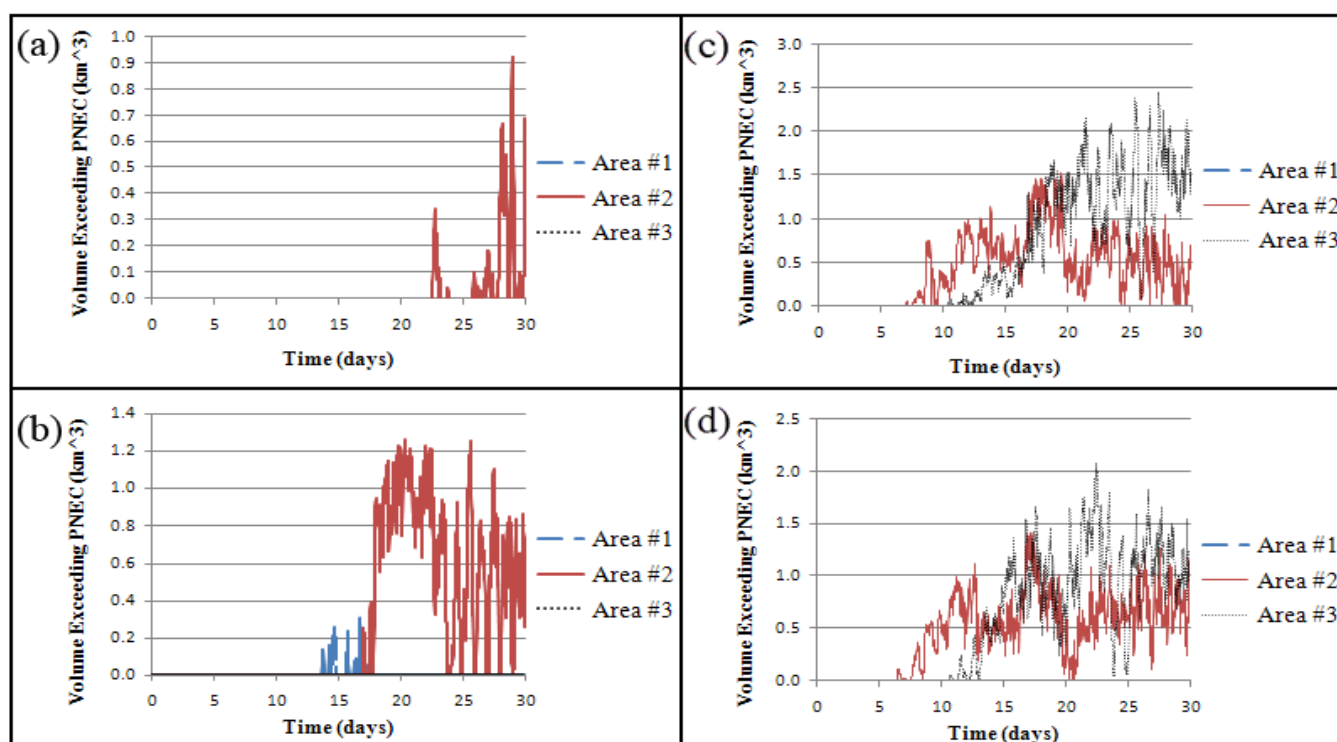 (a)
Volume Exceeding PNEC (km^3)
1.0
0.9
0.8
0.7
0.6
0.5
0.4
0.3
0.2
0.1
0.0
0 5 10 15 20 25 30
Time (days)
Area #1
Area #2
Area #3
(c)
Volume Exceeding PNEC (km^3)
3.0
2.5
2.0
1.5
1.0
0.5
0.0
0 5 10 15 20 25 30
Time (days)
Area #1
Area #2
Area #3
(b)
Volume Exceeding PNEC (km^3)
1.4
1.2
1.0
0.8
0.6
0.4
0.2
0.0
0 5 10 15 20 25 30
Time (days)
Area #1
Area #2
Area #3
(d)
Volume Exceeding PNEC (km^3)
2.5
2.0
1.5
1.0
0.5
0.0
0 5 10 15 20 25 30
Time (days)
Area #1
Area #2
Area #3